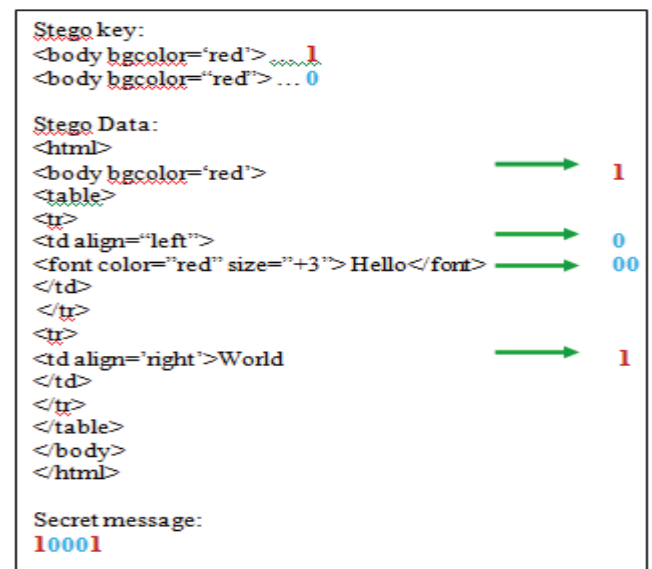 Stego key:
<body bgcolor=‘red’> ... 1
<body bgcolor=“red”> ... 0
Stego Data:
<html>
<body bgcolor=‘red’> 1
<table>
<tr>
<td align=“left”> 0
<font color=”red” size=”+3”> Hello</font> 00
</td>
</tr>
<tr>
<td align=’right’>World 1
</td>
</tr>
</table>
</body>
</html>
Secret message:
10001